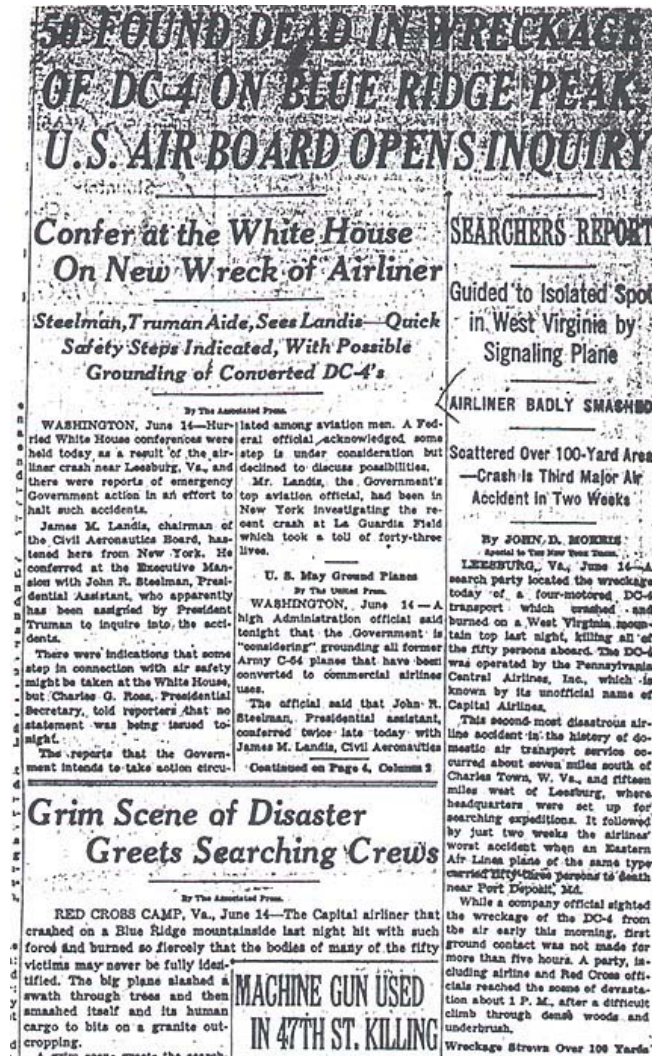 50 FOUND DEAD IN WRECKAGE
OF DC-4 ON BLUE RIDGE PEAK;
U.S. AIR BOARD OPENS INQUIRY
Confer at the White House
On New Wreck of Airliner
Steelman, Truman Aide, Sees Landis—Quick
Safety Steps Indicated, With Possible
Grounding of Converted DC-4's
By The Associated Press.
WASHINGTON, June 14—Hur-
ried White House conferences were
held today as a result of the air-
liner crash near Leesburg, Va., and
there were reports of emergency
Government action in an effort to
halt such accidents.
James M. Landis, chairman of
the Civil Aeronautics Board, has-
tened here from New York. He
conferred at the Executive Man-
sion with John R. Steelman, Presi-
dential Assistant, who apparently
has been assigned by President
Truman to inquire into the acci-
dents.
There were indications that some
step in connection with air safety
might be taken at the White House,
but Charles G. Ross, Presidential
Secretary, told reporters that no
statement was being issued to-
night.
The reports that the Govern-
ment intends to take action circu-
lated among aviation men. A Fed-
eral official acknowledged some
step is under consideration but
declined to discuss possibilities.
Mr. Landis, the Government's
top aviation official, had been in
New York investigating the re-
cent crash at La Guardia Field
which took a toll of forty-three
lives.
U. S. May Ground Planes
By The United Press.
WASHINGTON, June 14—A
high Administration official said
tonight that the Government is
"considering" grounding all former
Army C-54 planes that have been
converted to commercial airlines
uses.
The official said that John R.
Steelman, Presidential assistant,
conferred twice late today with
James M. Landis, Civil Aeronautics
Continued on Page 4, Column 2
SEARCHERS REPORT
Guided to Isolated Spot
in West Virginia by
Signaling Plane
AIRLINER BADLY SMASHED
Scattered Over 100-Yard Area
—Crash Is Third Major Air
Accident in Two Weeks
By JOHN D. MORRIS
Special to The New York Times.
LEESBURG, Va., June 14—A
search party located the wreckage
today of a four-motored DC-4
transport which crashed and
burned on a West Virginia moun-
tain top last night, killing all of
the fifty persons aboard. The DC-4
was operated by the Pennsylvania
Central Airlines, Inc., which is
known by its unofficial name of
Capital Airlines.
This second most disastrous air-
line accident in the history of do-
mestic air transport service oc-
curred about seven miles south of
Charles Town, W. Va., and fifteen
miles west of Leesburg, where
headquarters were set up for
searching expeditions. It followed
by just two weeks the airlines'
worst accident when an Eastern
Air Lines plane of the same type
carried fifty-three persons to death
near Port Deposit, Md.
While a company official sighted
the wreckage of the DC-4 from
the air early this morning, first
ground contact was not made for
more than five hours. A party, in-
cluding airline and Red Cross offi-
cials reached the scene of devasta-
tion about 1 P. M., after a difficult
climb through dense woods and
underbrush.
Wreckage Strewn Over 100 Yards
Grim Scene of Disaster
Greets Searching Crews
By The Associated Press.
RED CROSS CAMP, Va., June 14—The Capital airliner that
crashed on a Blue Ridge mountainside last night hit with such
force and burned so fiercely that the bodies of many of the fifty
victims may never be fully iden-
tified. The big plane slashed a
swath through trees and then
smashed itself and its human
cargo to bits on a granite out-
cropping.
A grim scene greets the search-
MACHINE GUN USED
IN 47TH ST. KILLING